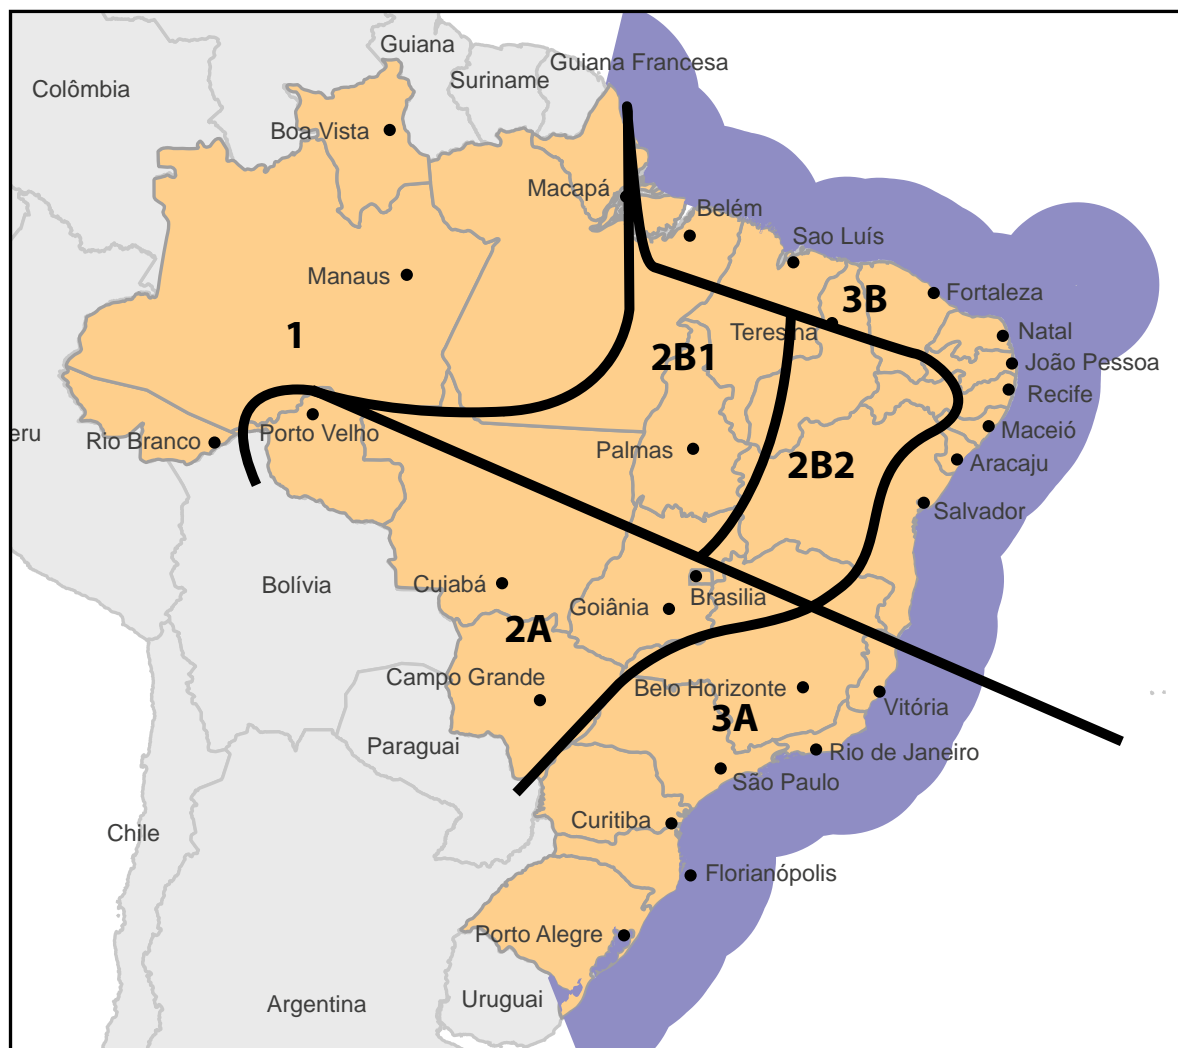 Guiana
Guiana Francesa
Suriname
Colômbia
Boa Vista
Macapá
Belém
Sao Luís
Manaus
3B
Fortaleza
1
Teresina
Natal
2B1
João Pessoa
Recife
eru
Rio Branco
Porto Velho
Maceió
Palmas
2B2
Aracaju
Salvador
Bolívia
Cuiabá
Goiânia
Brasilia
2A
Campo Grande
Belo Horizonte
Vitória
3A
Paraguai
Rio de Janeiro
São Paulo
Chile
Curitiba
Florianópolis
Porto Alegre
Argentina
Uruguai